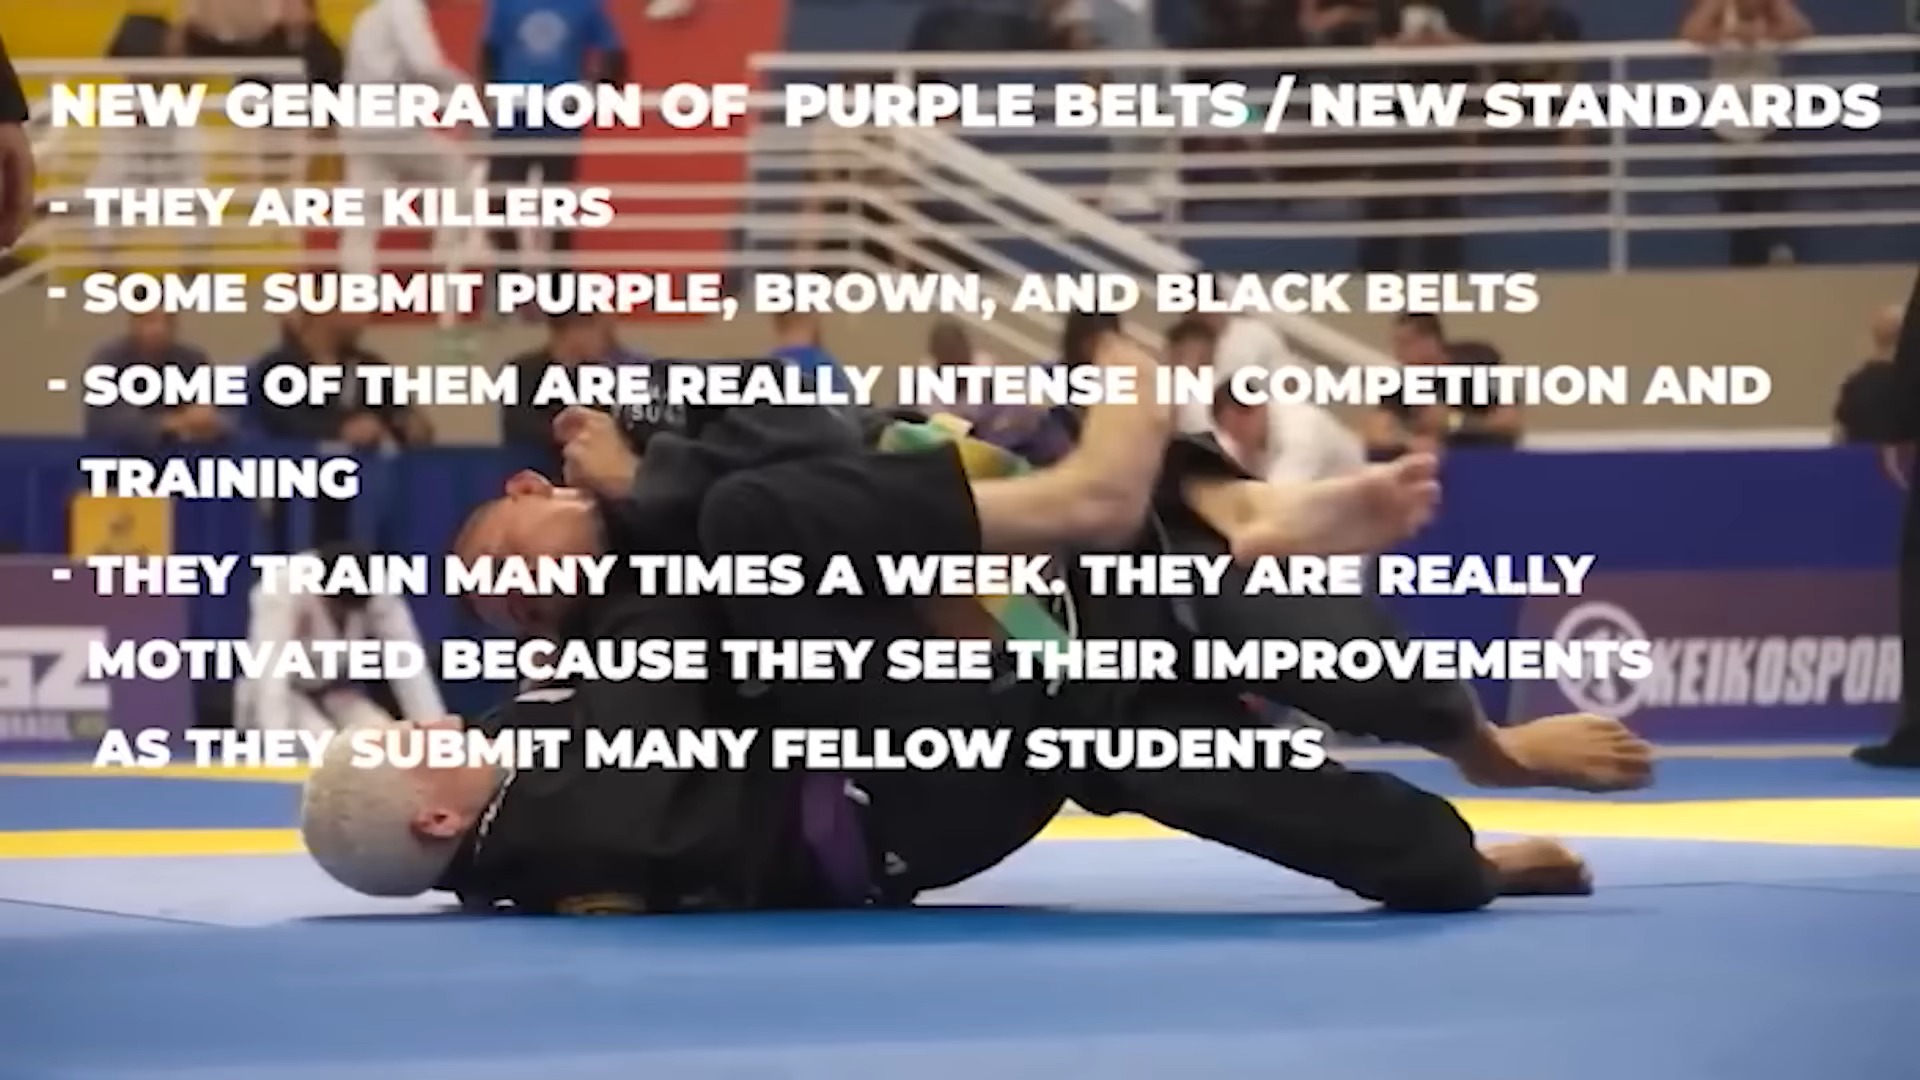 NEW GENERATION OF PURPLE BELTS / NEW STANDARDS
- THEY ARE KILLERS
- SOME SUBMIT PURPLE, BROWN, AND BLACK BELTS
- SOME OF THEM ARE REALLY INTENSE IN COMPETITION AND
TRAINING
- THEY TRAIN MANY TIMES A WEEK. THEY ARE REALLY
MOTIVATED BECAUSE THEY SEE THEIR IMPROVEMENTS
AS THEY SUBMIT MANY FELLOW STUDENTS
KEIKOSPOR
GZ
BRASIL